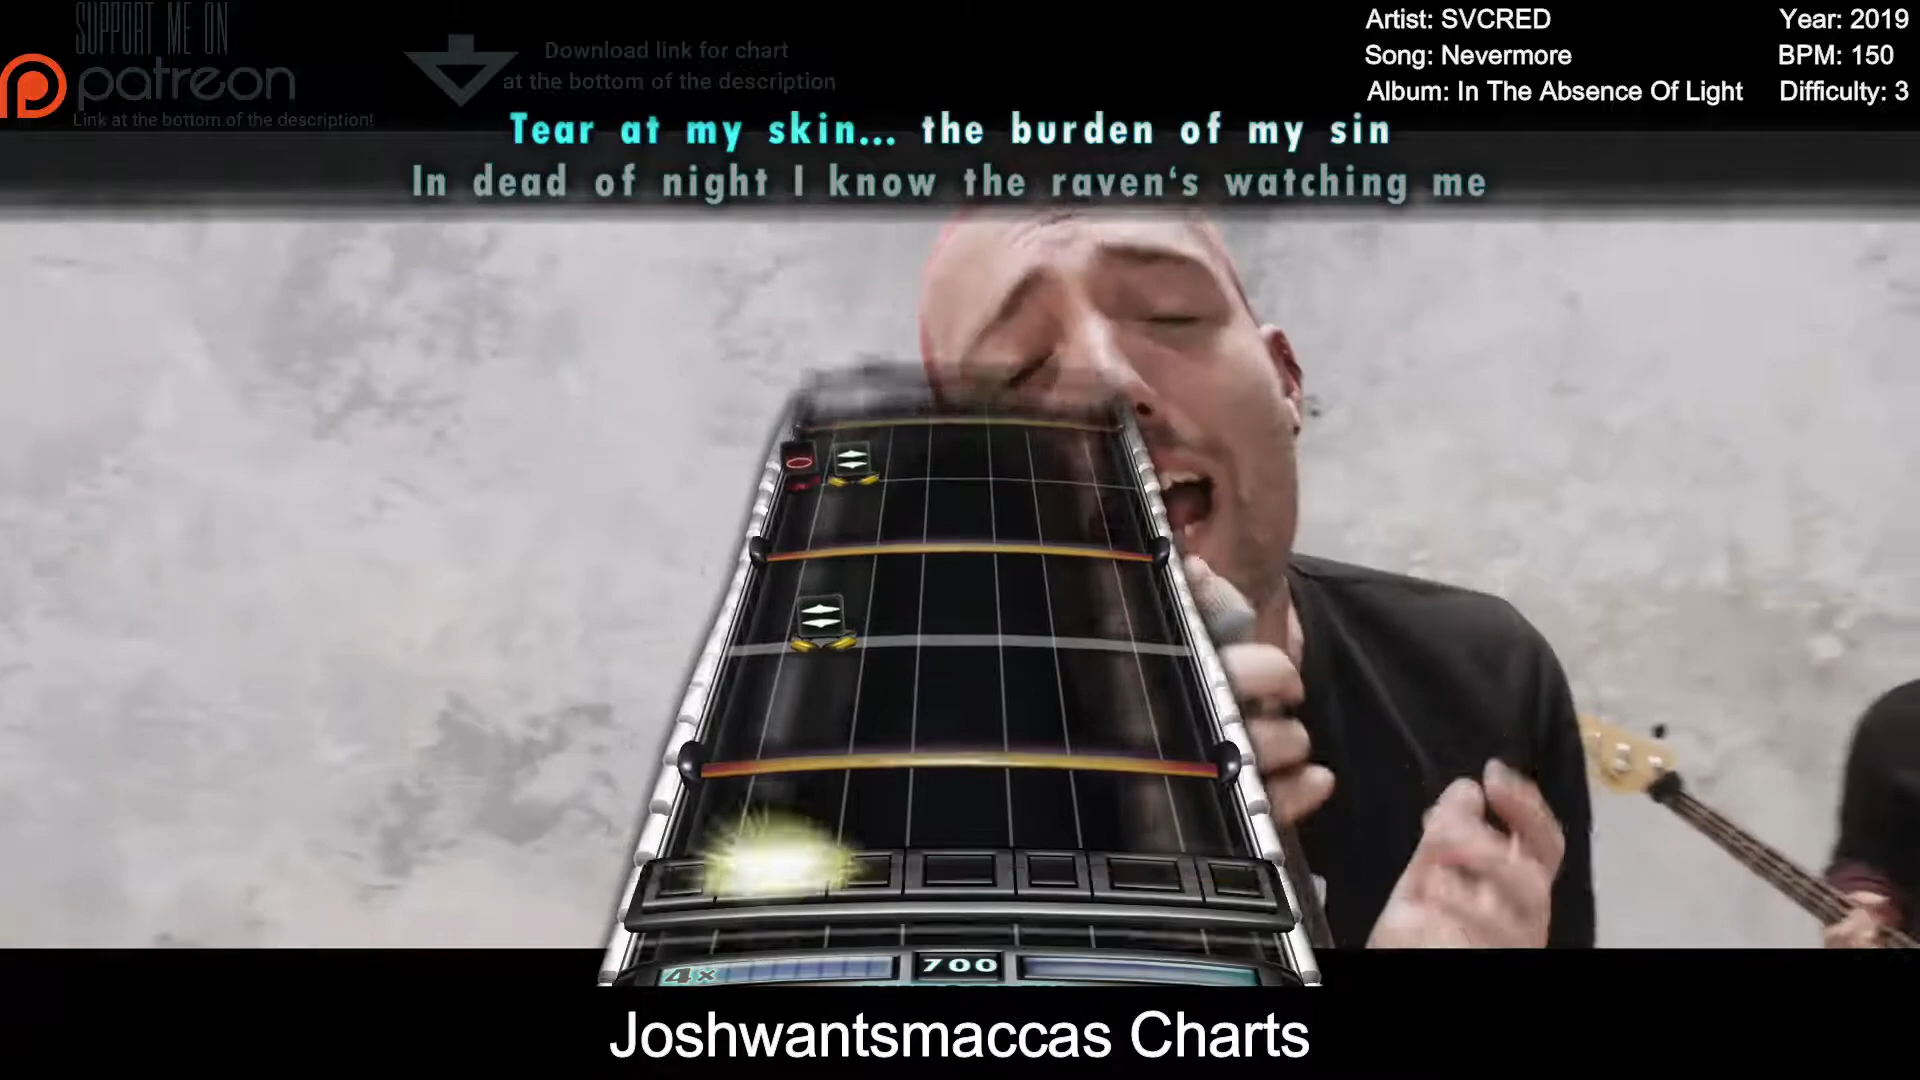 SUPPORT ME ON
patreon
Link at the bottom of the description!
Download link for chart
at the bottom of the description
Artist: SVCRED
Song: Nevermore
Album: In The Absence Of Light
Year: 2019
BPM: 150
Difficulty: 3
Tear at my skin... the burden of my sin
In dead of night I know the raven's watching me
4x
700
Joshwantsmaccas Charts